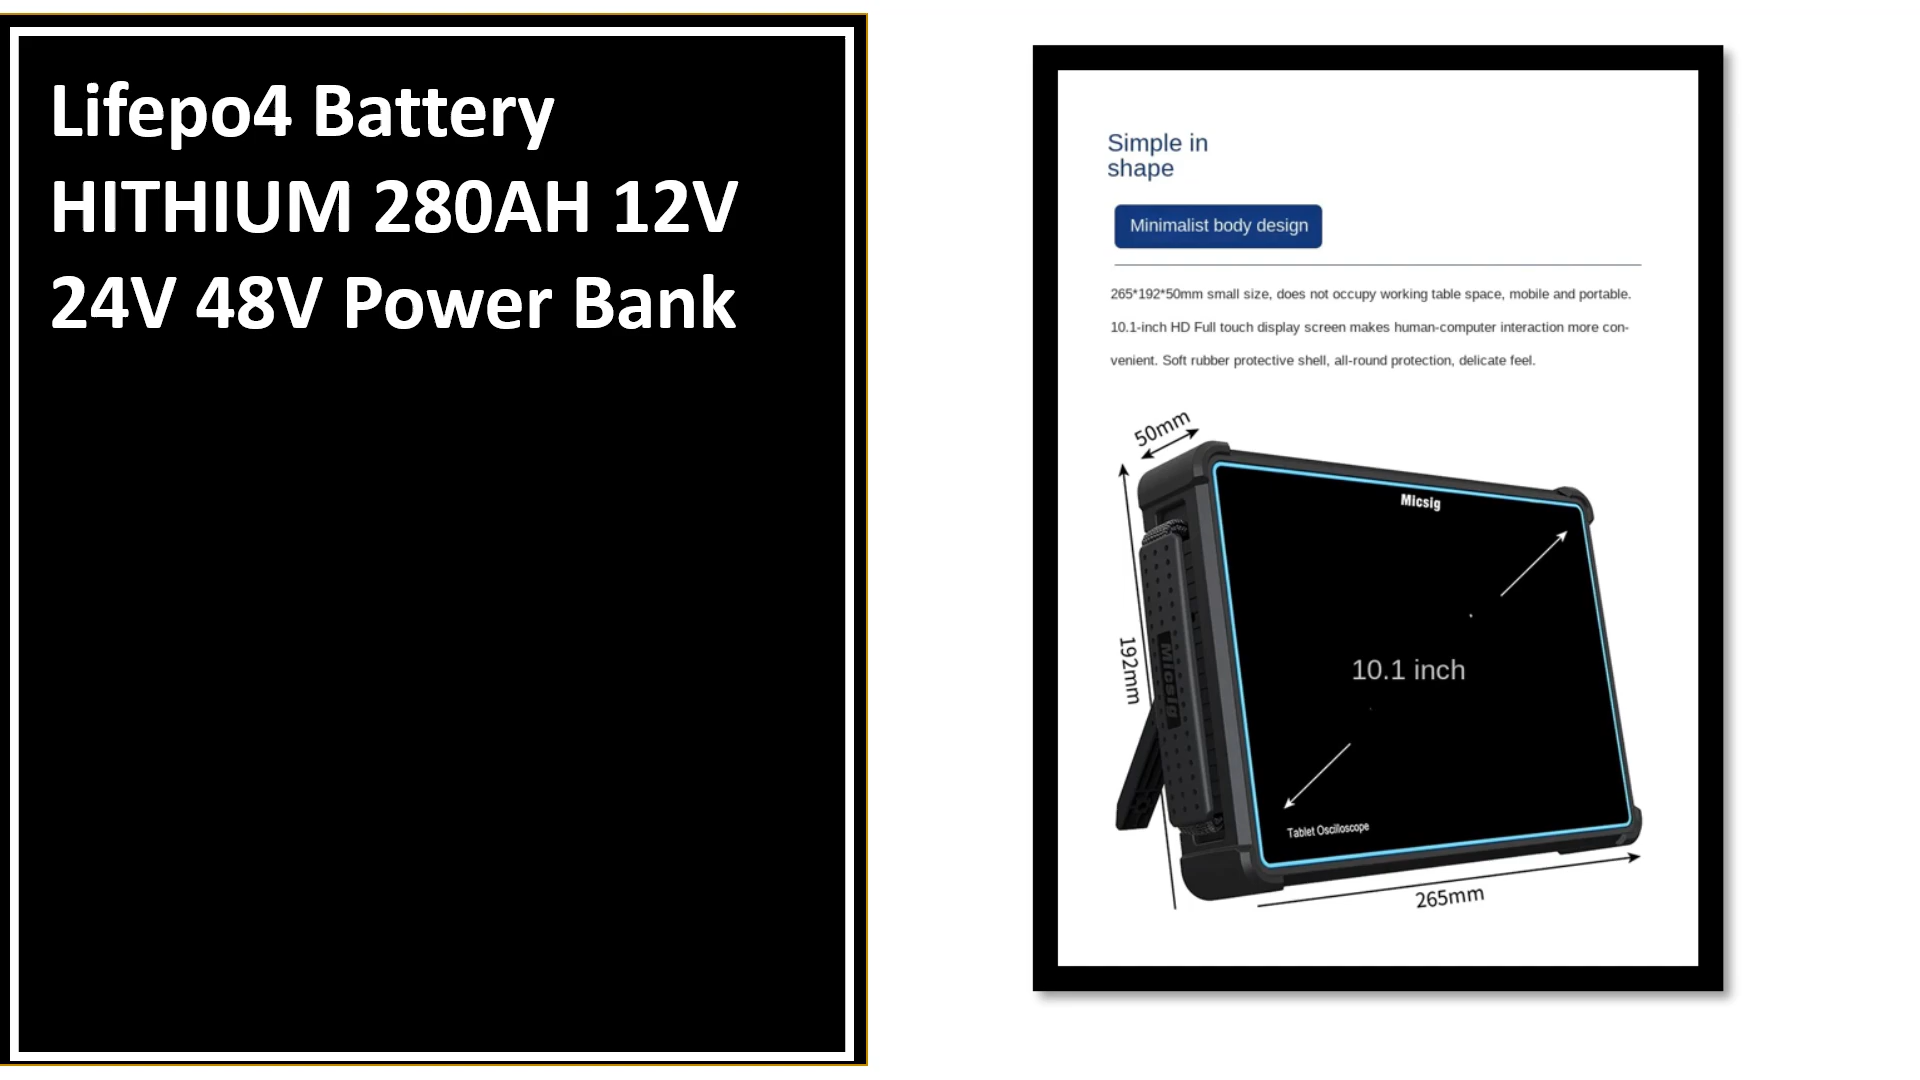 Lifepo4 Battery
HITHIUM 280AH 12V
24V 48V Power Bank
Simple in
shape
Minimalist body design
265*192*50mm small size, does not occupy working table space, mobile and portable.
10.1-inch HD Full touch display screen makes human-computer interaction more con-
venient. Soft rubber protective shell, all-round protection, delicate feel.
50mm
Micsig
192mm
Micsig
10.1 inch
Tablet Oscilloscope
265mm